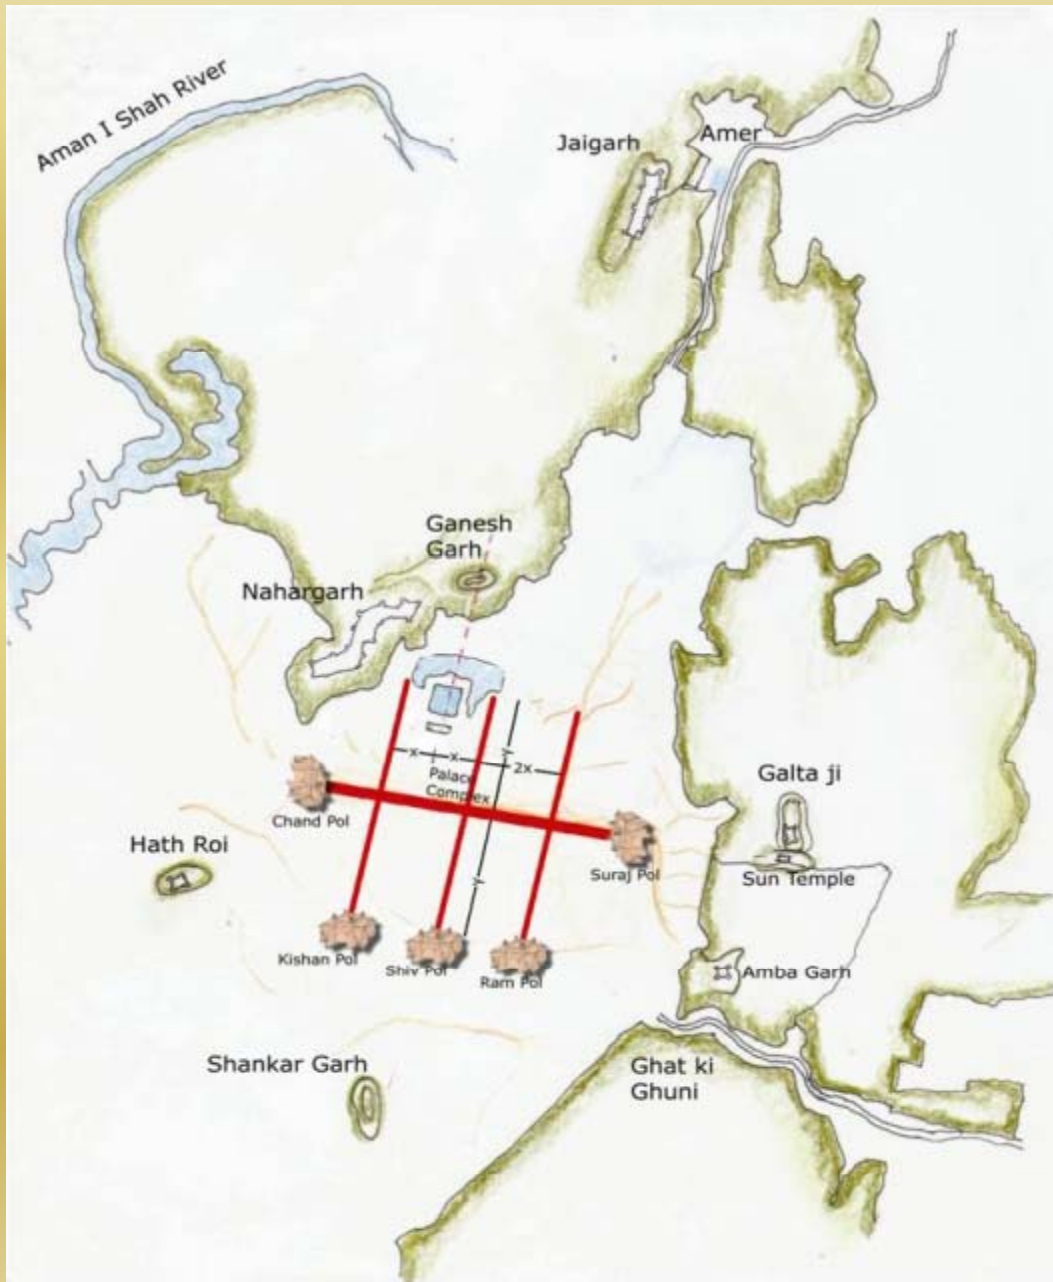 Aman I Shah River
Amer
Jaigarh
Ganesh
Garh
Nahargarh
x
x
y
2x
Palace
Complex
Galta ji
Chand Pol
Hath Roi
Suraj Pol
Sun Temple
y
Kishan Pol
Shiv Pol
Ram Pol
Amba Garh
Shankar Garh
Ghat ki
Ghuni